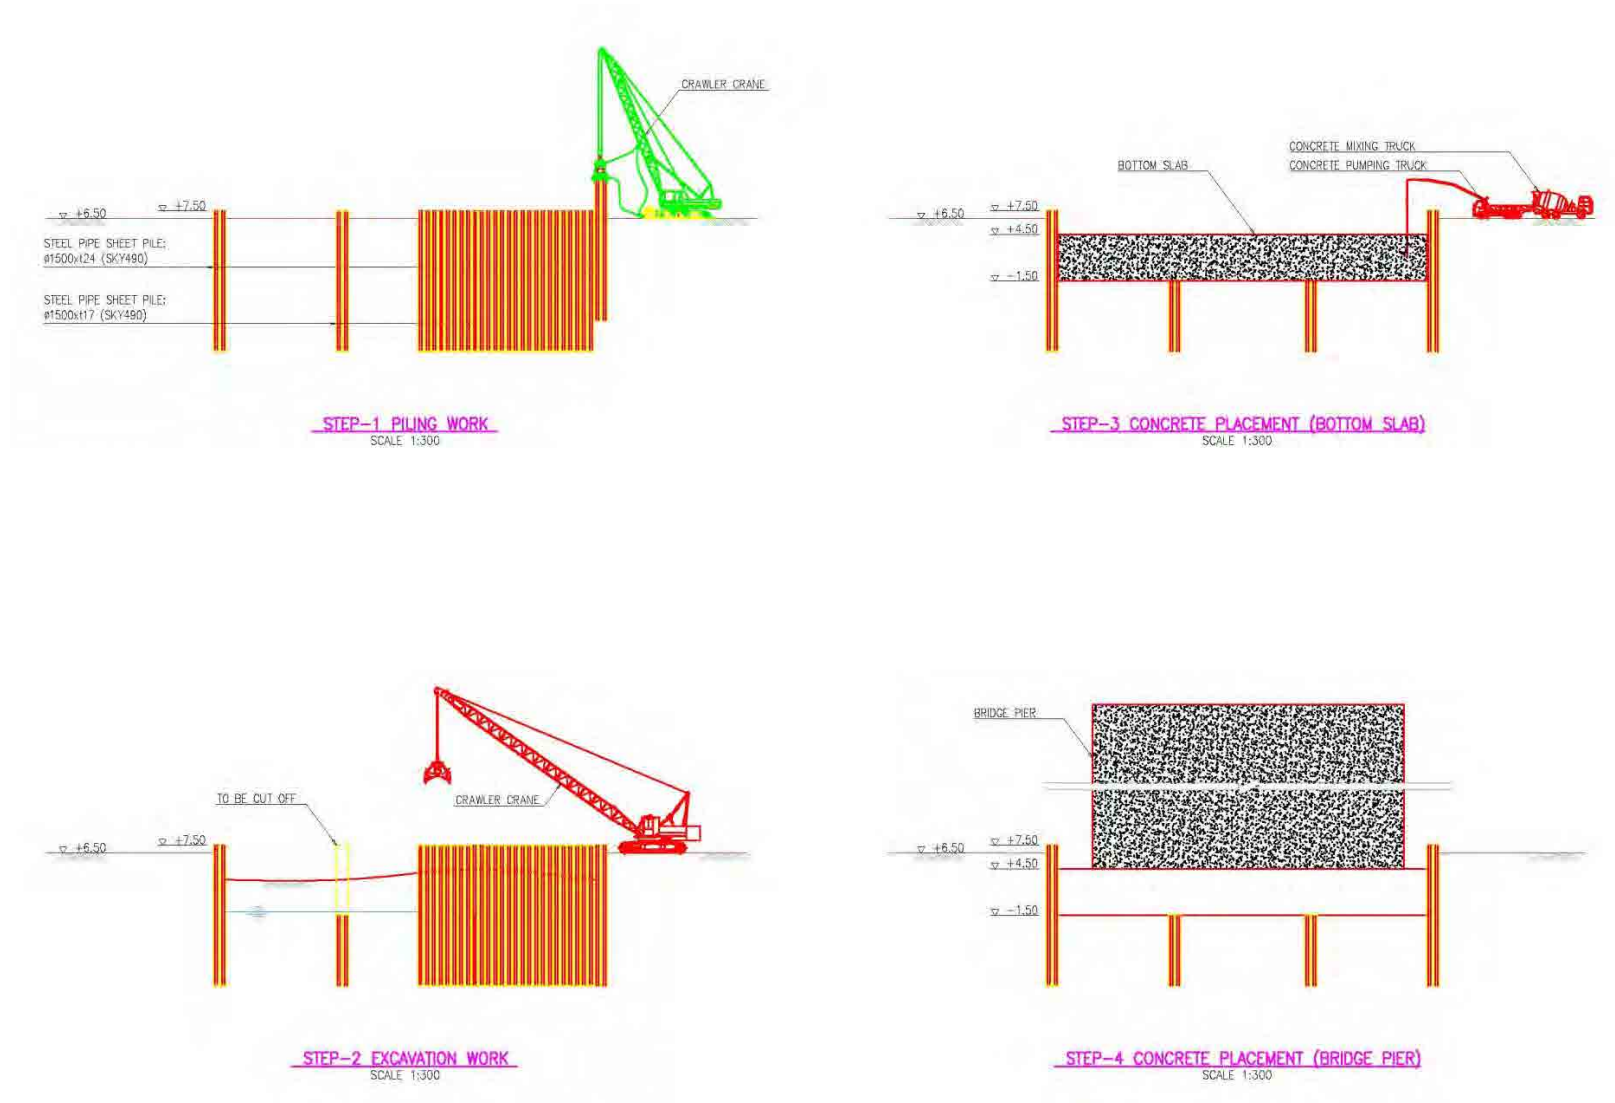 CRAWLER CRANE
+6.50
+7.50
STEEL PIPE SHEET PILE;
ø1500xt24 (SKY490)
STEEL PIPE SHEET PILE;
ø1500xt17 (SKY490)
STEP-1 PILING WORK
SCALE 1:300
CONCRETE MIXING TRUCK
CONCRETE PUMPING TRUCK
BOTTOM SLAB
+6.50
+7.50
+4.50
-1.50
STEP-3 CONCRETE PLACEMENT (BOTTOM SLAB)
SCALE 1:300
TO BE CUT OFF
CRAWLER CRANE
+6.50
+7.50
STEP-2 EXCAVATION WORK
SCALE 1:300
BRIDGE PIER
+6.50
+7.50
+4.50
-1.50
STEP-4 CONCRETE PLACEMENT (BRIDGE PIER)
SCALE 1:300